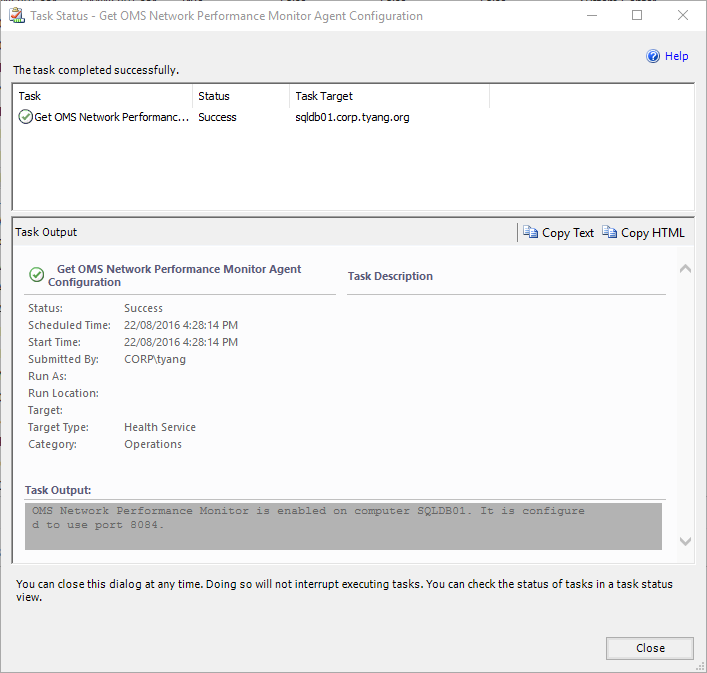 Task Status - Get OMS Network Performance Monitor Agent Configuration
Help
The task completed successfully.
Task Status Task Target
Get OMS Network Performanc... Success sqldb01.corp.tyang.org
Task Output Copy Text Copy HTML
Get OMS Network Performance Monitor Agent
Configuration
Task Description
Status: Success
Scheduled Time: 22/08/2016 4:28:14 PM
Start Time: 22/08/2016 4:28:14 PM
Submitted By: CORP\tyang
Run As:
Run Location:
Target:
Target Type: Health Service
Category: Operations
Task Output:
OMS Network Performance Monitor is enabled on computer SQLDB01. It is configure
d to use port 8084.
You can close this dialog at any time. Doing so will not interrupt executing tasks. You can check the status of tasks in a task status
view.
Close